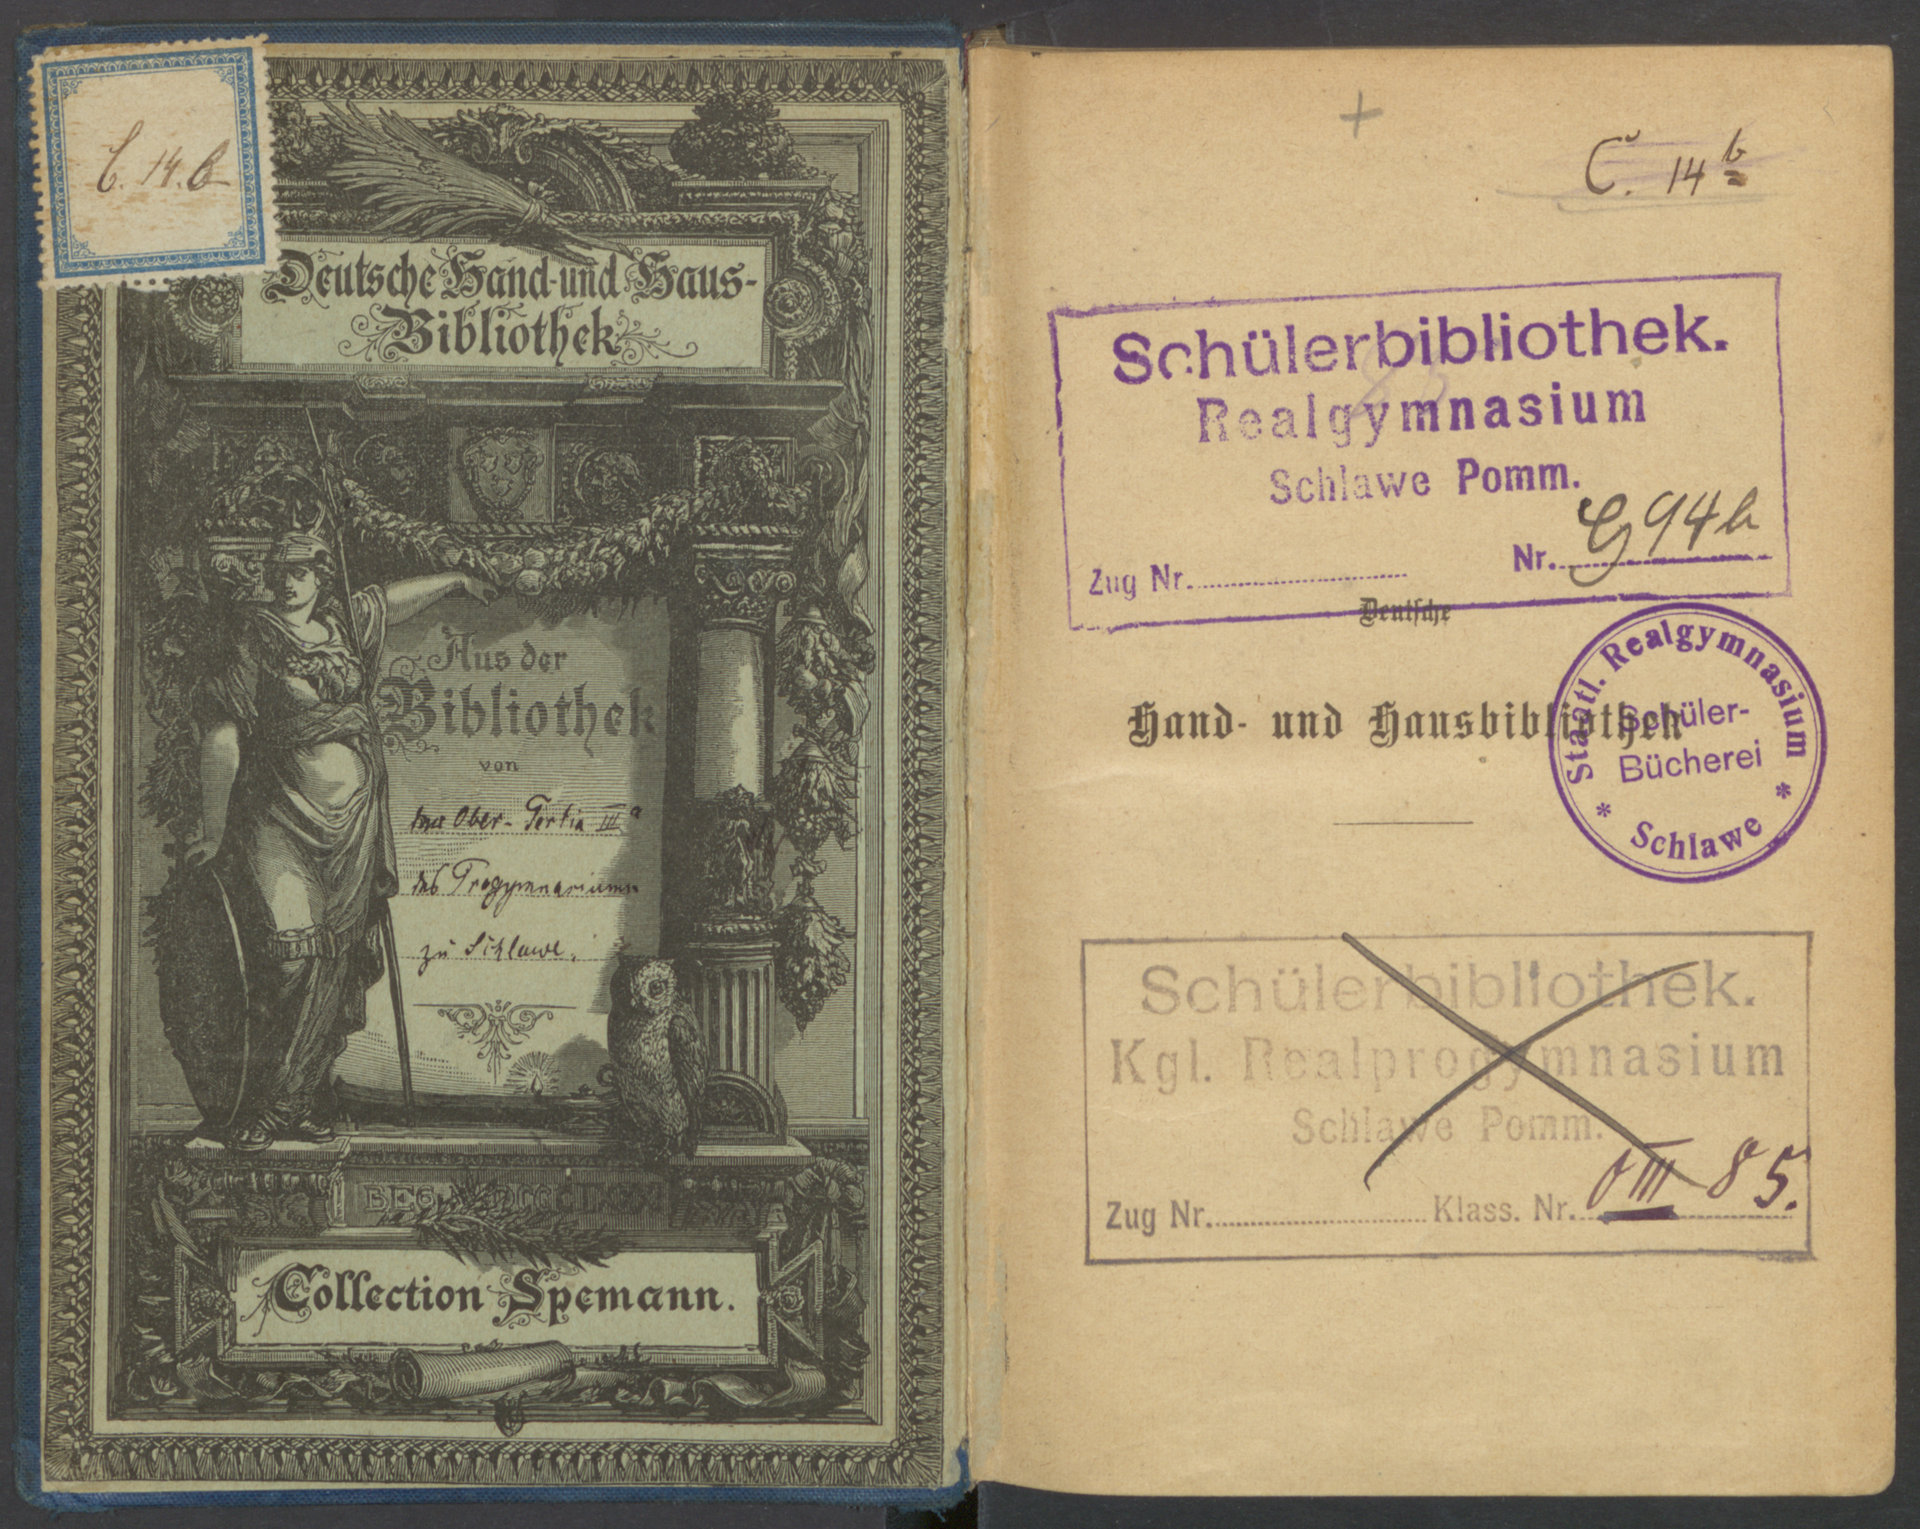 C. 14. b
Deutsche Hand- und Haus-
Bibliothek
Aus der
Bibliothek
von
Ober-Tertia III a
des Progymnasiums
zu Schlawe.
Collection Spemann.
+
C. 14 b
Schülerbibliothek.
Realgymnasium
Schlawe Pomm.
Zug Nr. Nr. 94 b
Deutsche
Hand- und Hausbibliothek
Staatl. Realgymnasium
Schüler-
Bücherei
* Schlawe *
Schülerbibliothek.
Kgl. Realprogymnasium
Schlawe Pomm.
Zug Nr. Klass. Nr. O III 85.